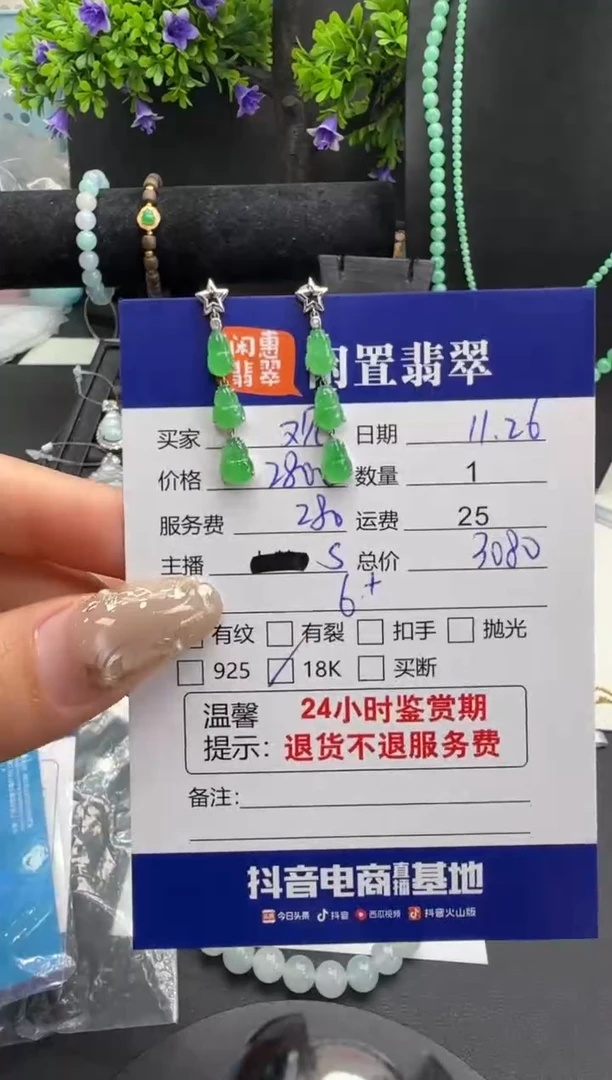 闲惠
翡翠
闲置翡翠
买家
日期 11.26
价格 2800
数量 1
服务费 280
运费 25
主播 S
总价 3080
6+
有纹 有裂 扣手 抛光
925 18K 买断
温馨
提示:
24小时鉴赏期
退货不退服务费
备注:
抖音电商直播基地
今日头条 抖音 西瓜视频 抖音火山版